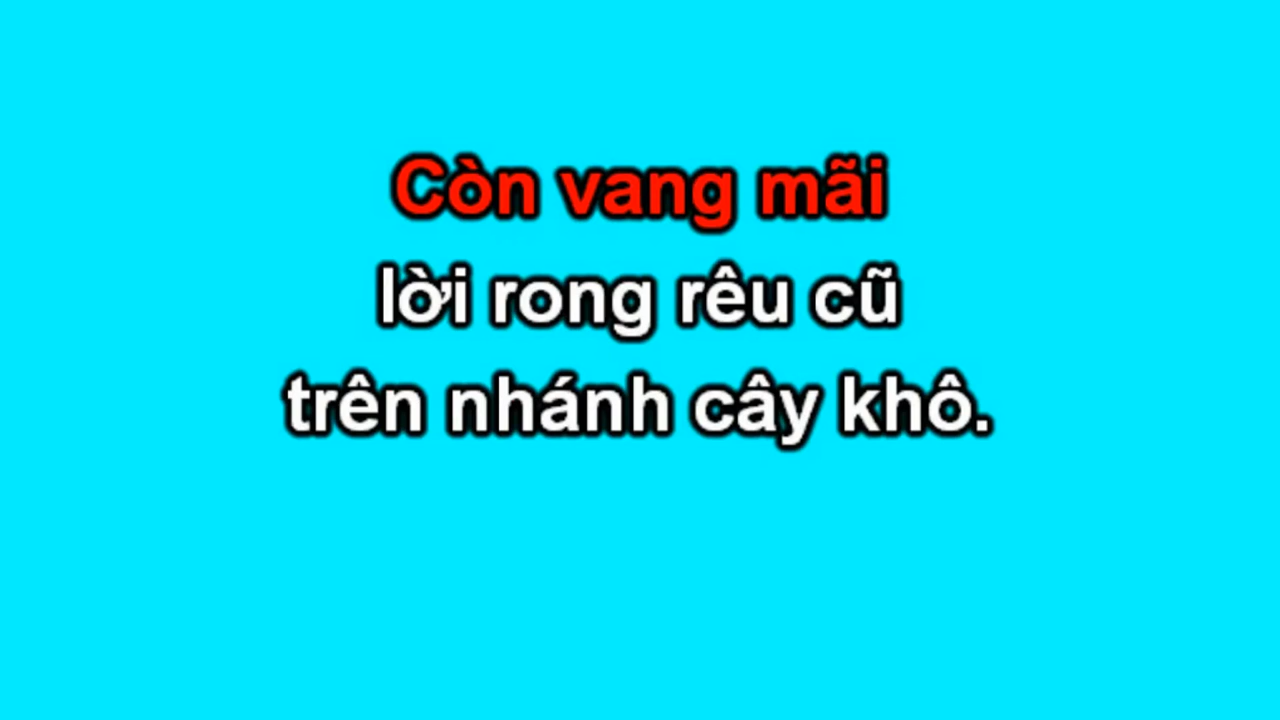 Còn vang mãi
lời rong rêu cũ
trên nhánh cây khô.